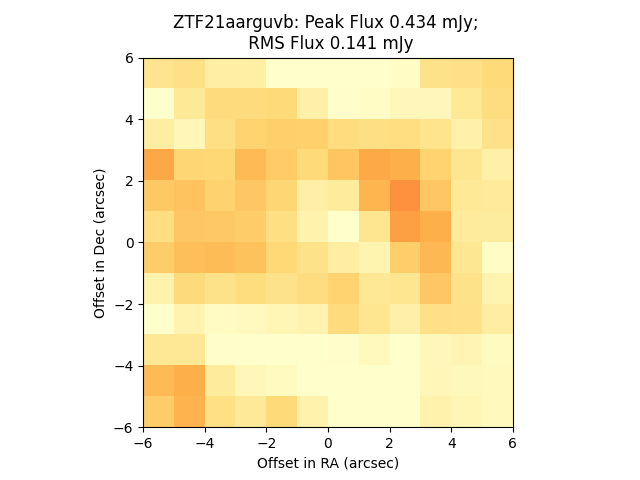 ZTF21aarguvb: Peak Flux 0.434 mJy;
RMS Flux 0.141 mJy
6
4
2
0
−2
−4
−6
Offset in Dec (arcsec)
−6 −4 −2 0 2 4 6
Offset in RA (arcsec)